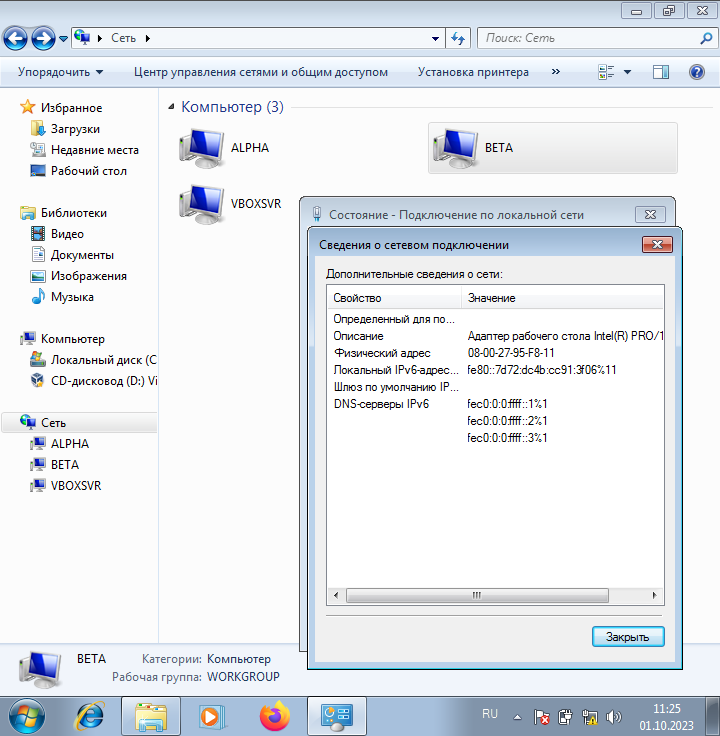 Сеть
Поиск: Сеть
Упорядочить
Центр управления сетями и общим доступом
Установка принтера
»
Избранное
Загрузки
Недавние места
Рабочий стол
Библиотеки
Видео
Документы
Изображения
Музыка
Компьютер
Локальный диск (C
CD-дисковод (D:) Vi
Сеть
ALPHA
BETA
VBOXSVR
Компьютер (3)
ALPHA
BETA
VBOXSVR
Состояние - Подключение по локальной сети
Сведения о сетевом подключении
Дополнительные сведения о сети:
Свойство Значение
Определенный для по...
Описание Адаптер рабочего стола Intel(R) PRO/1
Физический адрес 08-00-27-95-F8-11
Локальный IPv6-адрес... fe80::7d72:dc4b:cc91:3f06%11
Шлюз по умолчанию IP...
DNS-серверы IPv6 fec0:0:0:ffff::1%1
fec0:0:0:ffff::2%1
fec0:0:0:ffff::3%1
Закрыть
BETA Категории: Компьютер
Рабочая группа: WORKGROUP
RU
11:25
01.10.2023